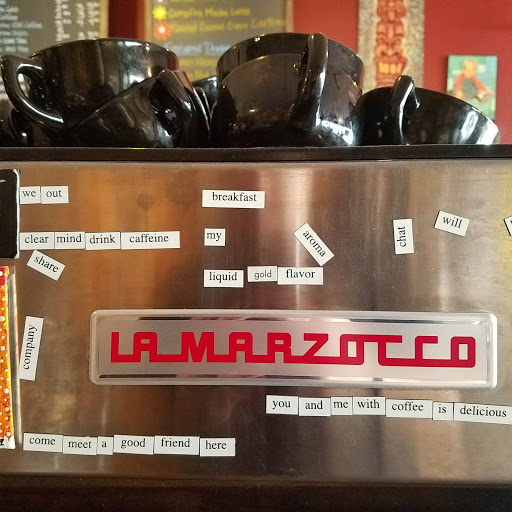 we out
breakfast
clear mind drink caffeine
my
aroma
chat
will
share
liquid gold flavor
company
LA MARZOCCO
you and me with coffee is delicious
come meet a good friend here